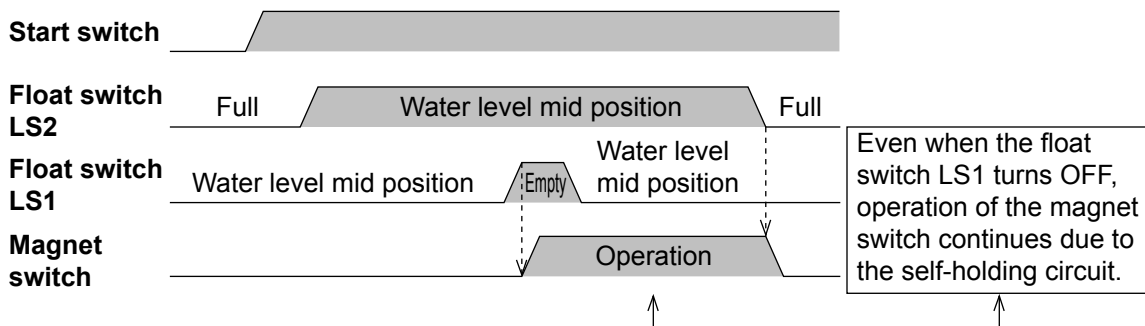 Start switch
Float switch
LS2
Full
Water level mid position
Full
Float switch
LS1
Water level mid position
Empty
Water level
mid position
Magnet
switch
Operation
Even when the float
switch LS1 turns OFF,
operation of the magnet
switch continues due to
the self-holding circuit.